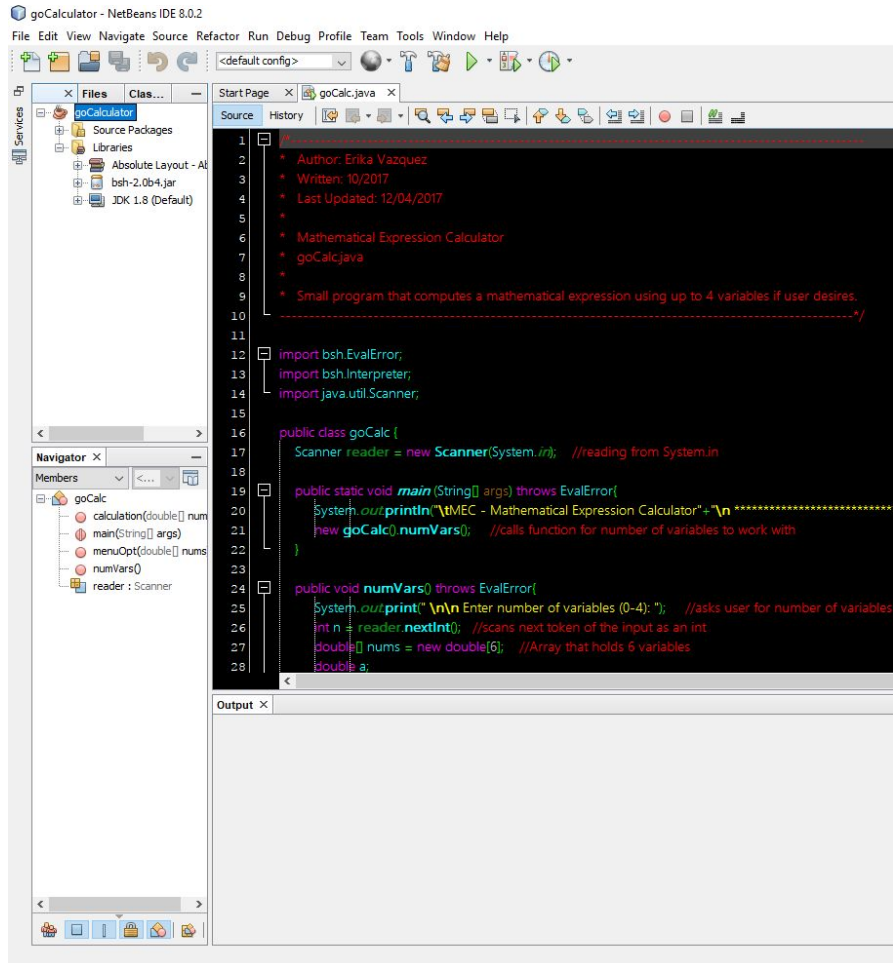 goCalculator - NetBeans IDE 8.0.2
File Edit View Navigate Source Refactor Run Debug Profile Team Tools Window Help
<default config>
Services
Files Clas...
goCalculator
Source Packages
Libraries
Absolute Layout - Ab
bsh-2.0b4.jar
JDK 1.8 (Default)
Navigator
Members <...
goCalc
calculation(double[] num
main(String[] args)
menuOpt(double[] nums
numVars()
reader : Scanner
Start Page goCalc.java
Source History
1 /*-----------------------------------------------------------------------------------------------
2 * Author: Erika Vazquez
3 * Written: 10/2017
4 * Last Updated: 12/04/2017
5 *
6 * Mathematical Expression Calculator
7 * goCalc.java
8 *
9 * Small program that computes a mathematical expression using up to 4 variables if user desires.
10 -----------------------------------------------------------------------------------------------*/
11
12 import bsh.EvalError;
13 import bsh.Interpreter;
14 import java.util.Scanner;
15
16 public class goCalc {
17 Scanner reader = new Scanner(System.in); //reading from System.in
18
19 public static void main (String[] args) throws EvalError{
20 System.out.println("\tMEC - Mathematical Expression Calculator"+"\n **************************
21 new goCalc().numVars(); //calls function for number of variables to work with
22 }
23
24 public void numVars() throws EvalError{
25 System.out.print(" \n\n Enter number of variables (0-4): "); //asks user for number of variables
26 int n = reader.nextInt(); //scans next token of the input as an int
27 double[] nums = new double[6]; //Array that holds 6 variables
28 double a;
Output